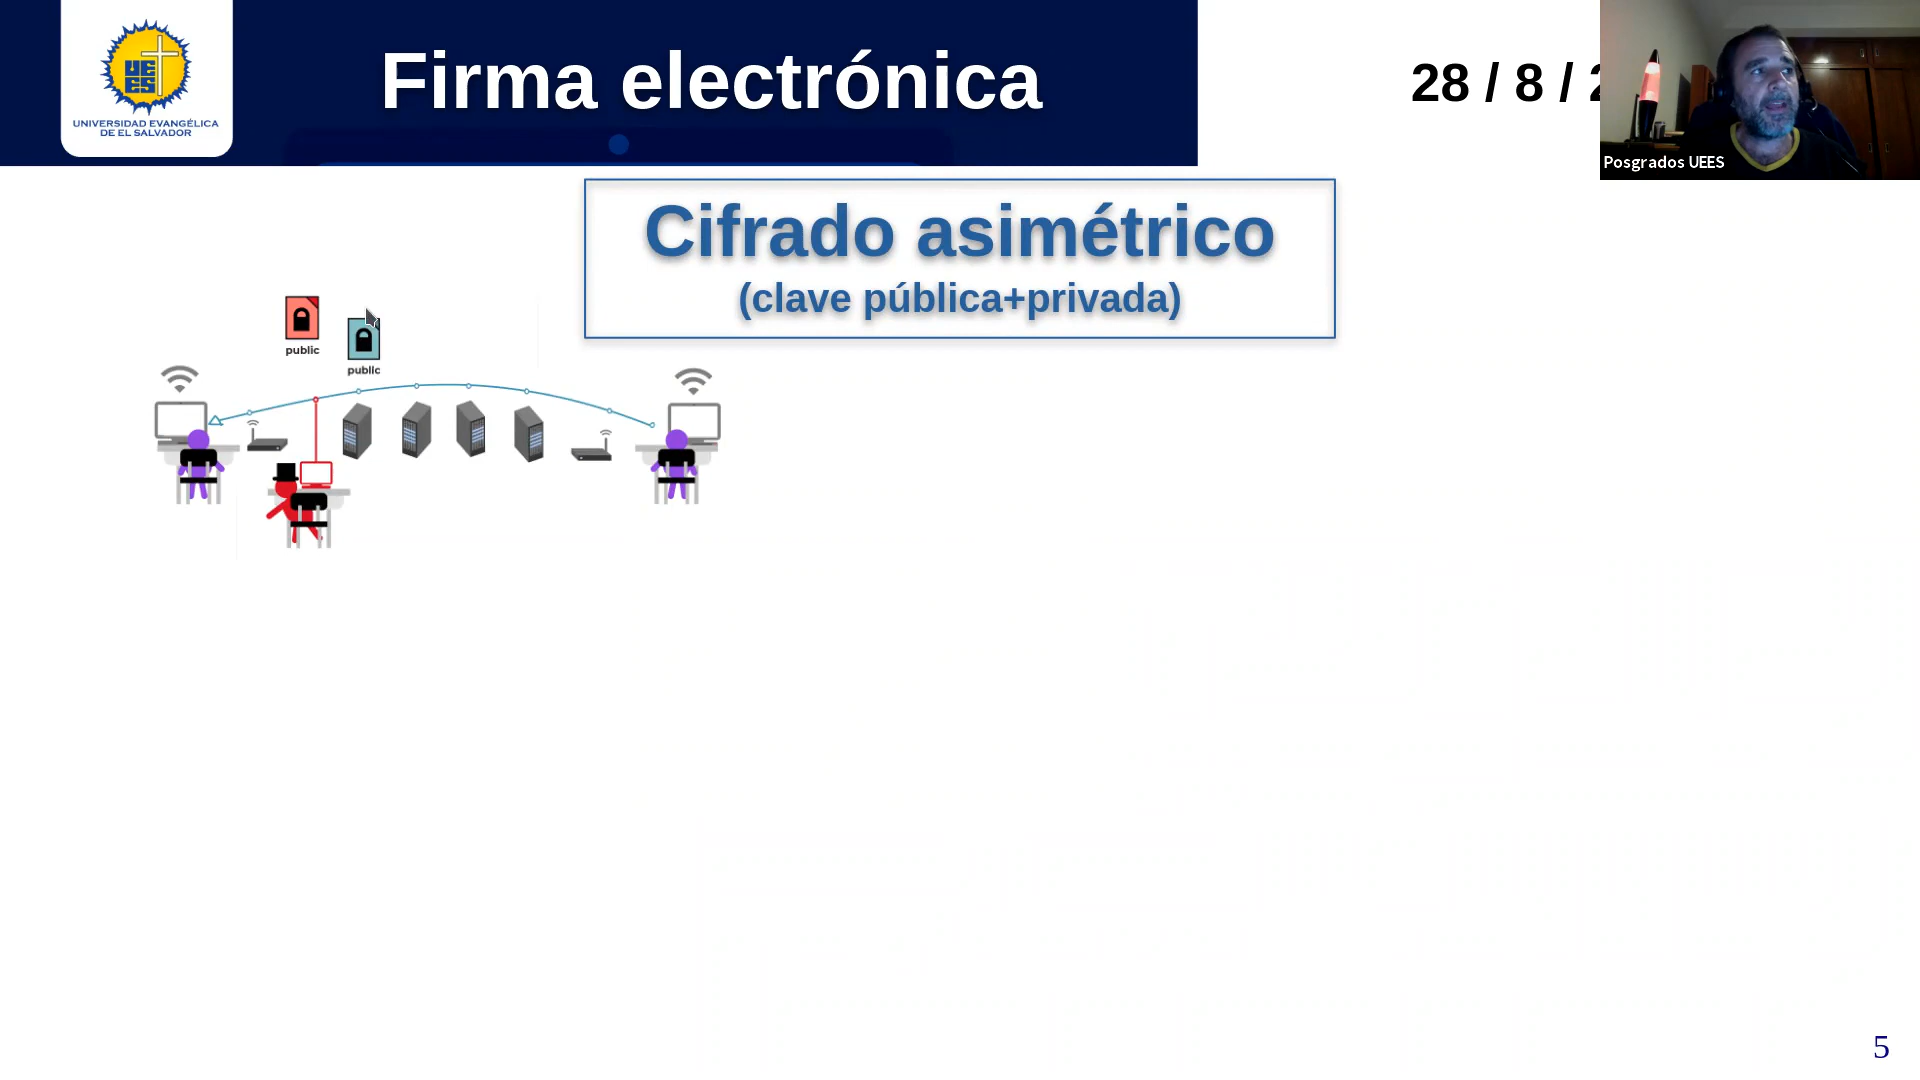 UNIVERSIDAD EVANGÉLICA
DE EL SALVADOR
Firma electrónica
28 / 8 /
Posgrados UEES
Cifrado asimétrico
(clave pública+privada)
public
public
5